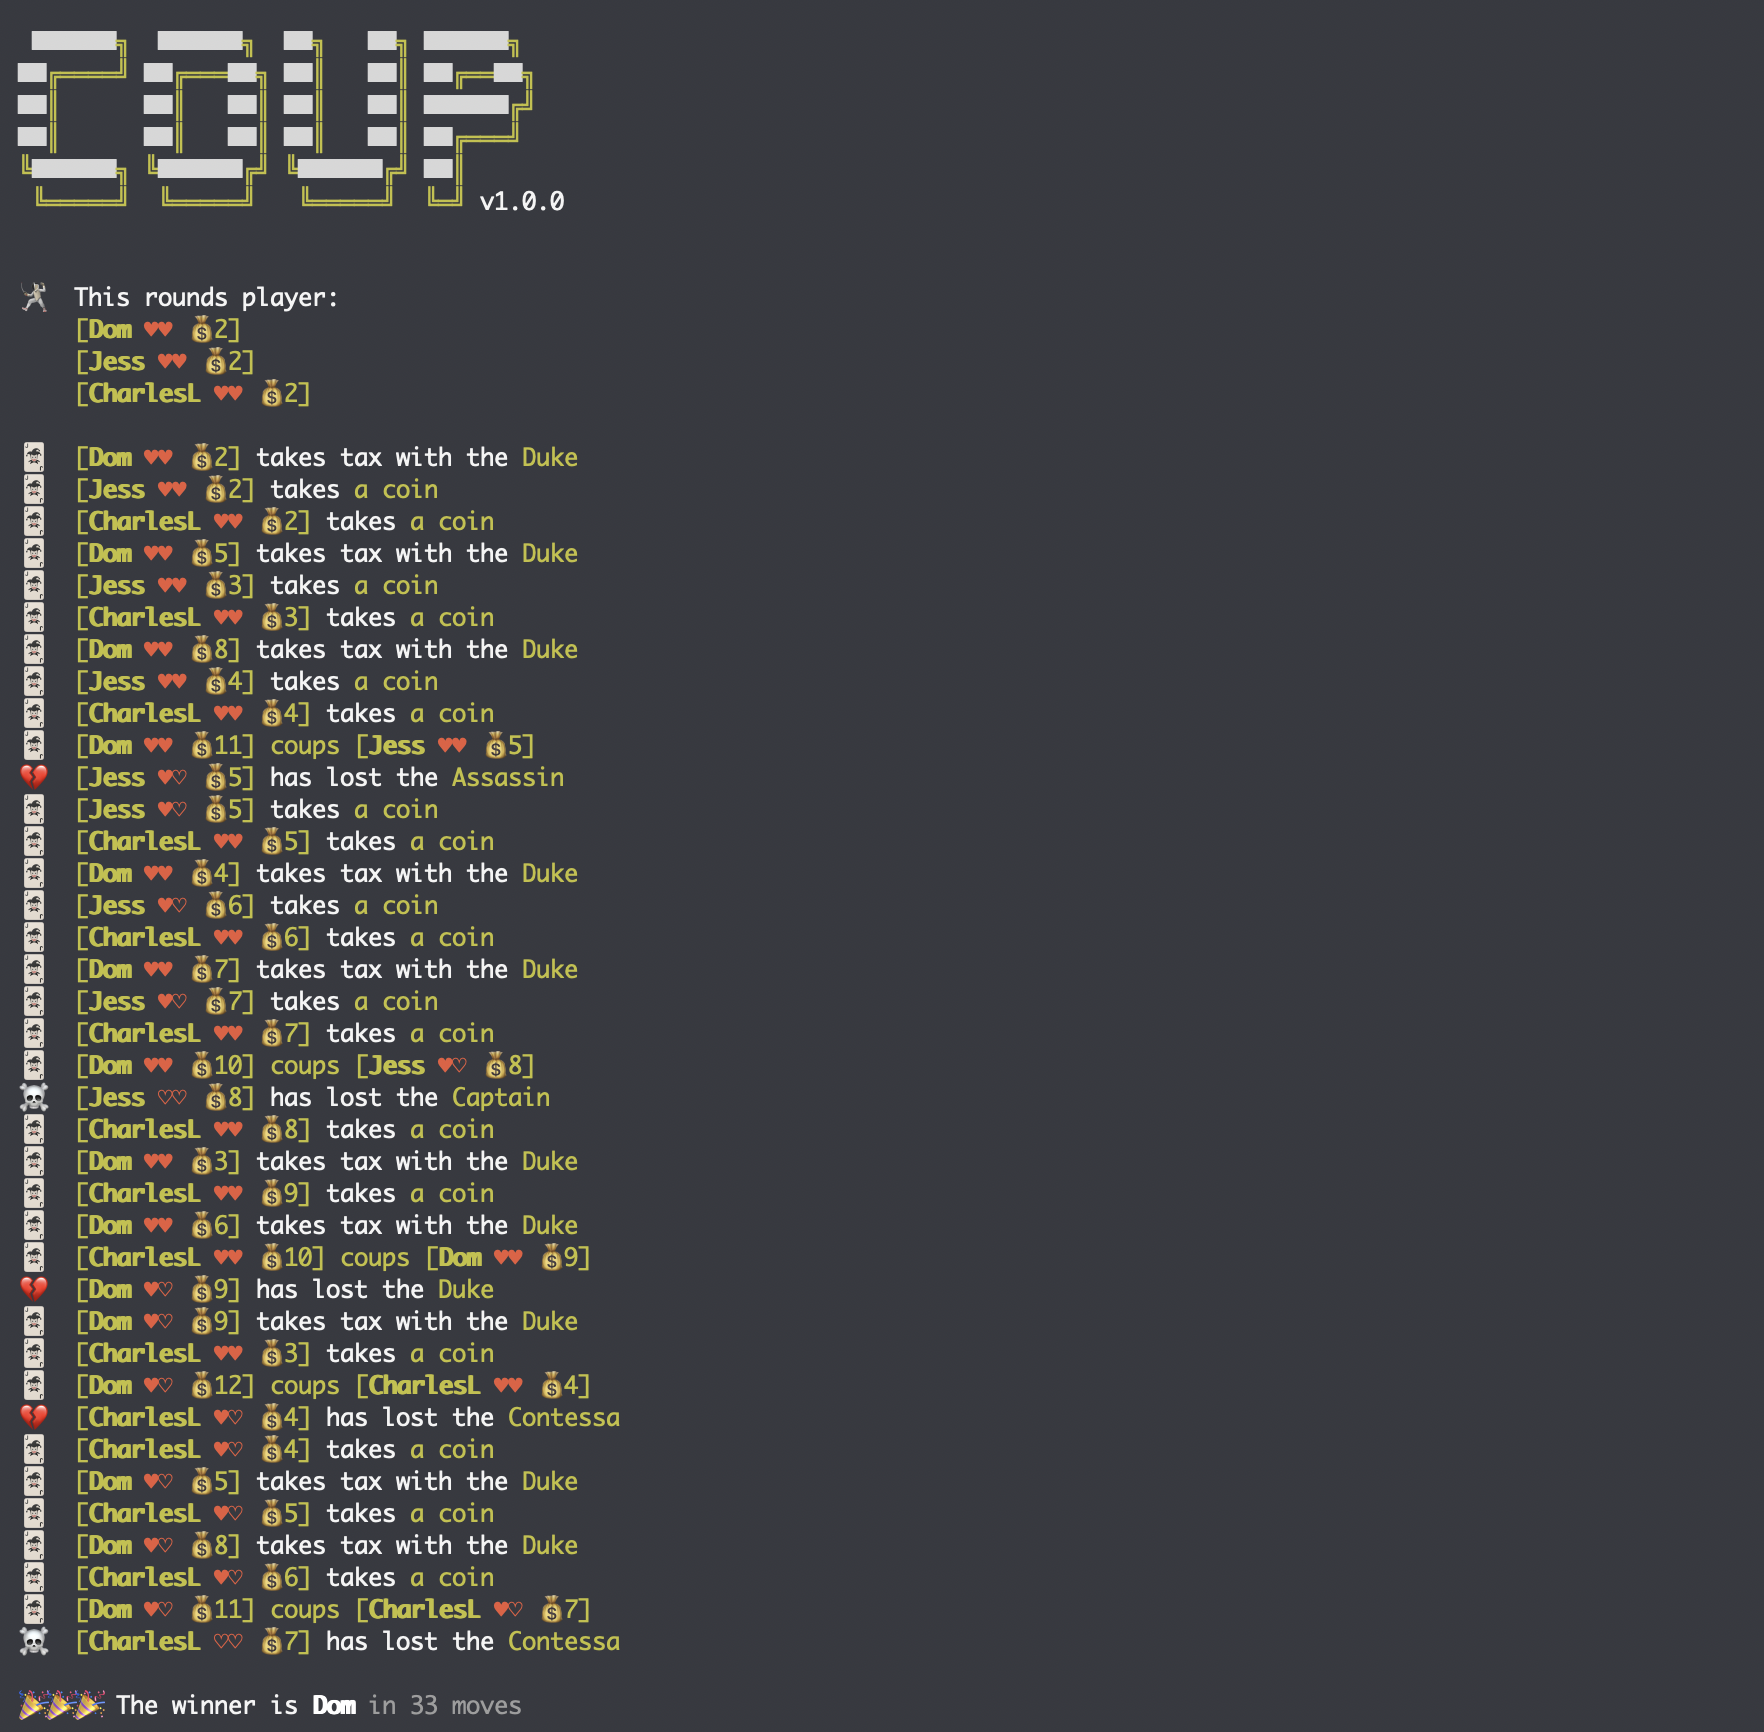 COUP v1.0.0
This rounds player:
[Dom ♥♥ 💰2]
[Jess ♥♥ 💰2]
[CharlesL ♥♥ 💰2]
[Dom ♥♥ 💰2] takes tax with the Duke
[Jess ♥♥ 💰2] takes a coin
[CharlesL ♥♥ 💰2] takes a coin
[Dom ♥♥ 💰5] takes tax with the Duke
[Jess ♥♥ 💰3] takes a coin
[CharlesL ♥♥ 💰3] takes a coin
[Dom ♥♥ 💰8] takes tax with the Duke
[Jess ♥♥ 💰4] takes a coin
[CharlesL ♥♥ 💰4] takes a coin
[Dom ♥♥ 💰11] coups [Jess ♥♥ 💰5]
[Jess ♥♡ 💰5] has lost the Assassin
[Jess ♥♡ 💰5] takes a coin
[CharlesL ♥♥ 💰5] takes a coin
[Dom ♥♥ 💰4] takes tax with the Duke
[Jess ♥♡ 💰6] takes a coin
[CharlesL ♥♥ 💰6] takes a coin
[Dom ♥♥ 💰7] takes tax with the Duke
[Jess ♥♡ 💰7] takes a coin
[CharlesL ♥♥ 💰7] takes a coin
[Dom ♥♥ 💰10] coups [Jess ♥♡ 💰8]
[Jess ♡♡ 💰8] has lost the Captain
[CharlesL ♥♥ 💰8] takes a coin
[Dom ♥♥ 💰3] takes tax with the Duke
[CharlesL ♥♥ 💰9] takes a coin
[Dom ♥♥ 💰6] takes tax with the Duke
[CharlesL ♥♥ 💰10] coups [Dom ♥♥ 💰9]
[Dom ♥♡ 💰9] has lost the Duke
[Dom ♥♡ 💰9] takes tax with the Duke
[CharlesL ♥♥ 💰3] takes a coin
[Dom ♥♡ 💰12] coups [CharlesL ♥♥ 💰4]
[CharlesL ♥♡ 💰4] has lost the Contessa
[CharlesL ♥♡ 💰4] takes a coin
[Dom ♥♡ 💰5] takes tax with the Duke
[CharlesL ♥♡ 💰5] takes a coin
[Dom ♥♡ 💰8] takes tax with the Duke
[CharlesL ♥♡ 💰6] takes a coin
[Dom ♥♡ 💰11] coups [CharlesL ♥♡ 💰7]
[CharlesL ♡♡ 💰7] has lost the Contessa
The winner is Dom in 33 moves